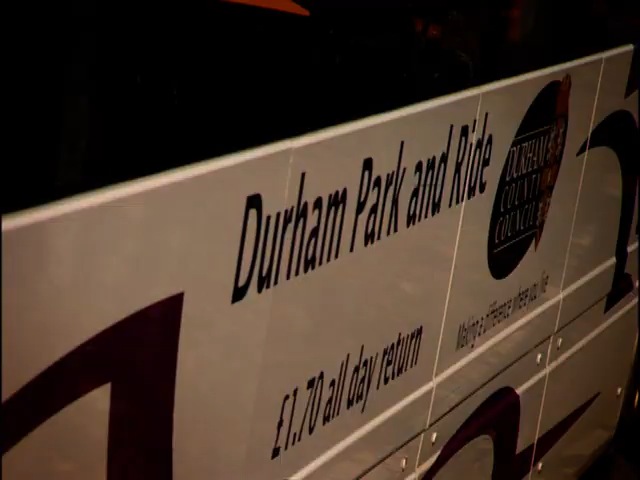 Durham Park and Ride
DURHAM
COUNTY
COUNCIL
Making a difference where you live
£1.70 all day return